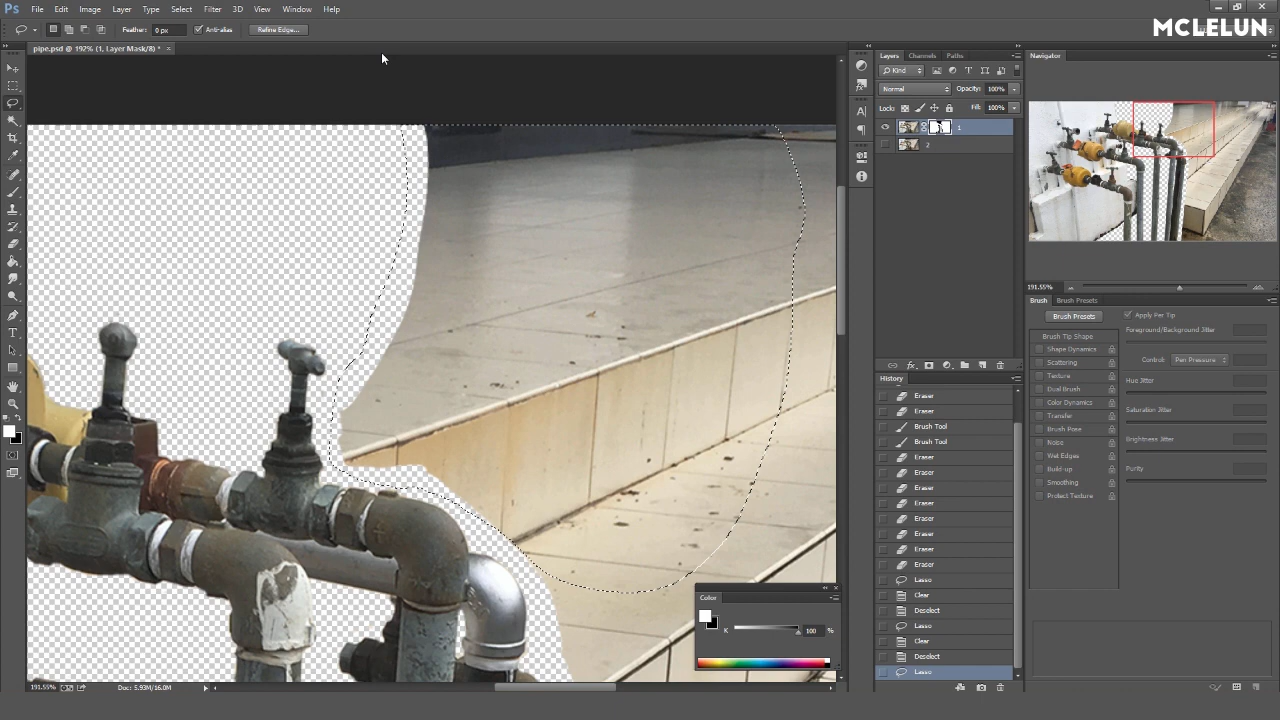 Ps File Edit Image Layer Type Select Filter 3D View Window Help
Feather: 0 px Anti-alias Refine Edge...
MCLELUN
pipe.psd @ 192% (1, Layer Mask/8) * ×
Layers Channels Paths
Kind
Normal Opacity: 100%
Lock: Fill: 100%
1
2
Navigator
191.55%
Brush Brush Presets
Brush Presets Apply Per Tip
Brush Tip Shape Foreground/Background Jitter
Shape Dynamics
Scattering Control: Pen Pressure
Texture
Dual Brush Hue Jitter
Color Dynamics
Transfer Saturation Jitter
Brush Pose
Noise Brightness Jitter
Wet Edges
Build-up Purity
Smoothing
Protect Texture
History
Eraser
Eraser
Brush Tool
Brush Tool
Eraser
Eraser
Eraser
Eraser
Eraser
Eraser
Eraser
Eraser
Lasso
Clear
Deselect
Lasso
Clear
Deselect
Lasso
Color
K 100 %
191.55% Doc: 5.93M/16.0M